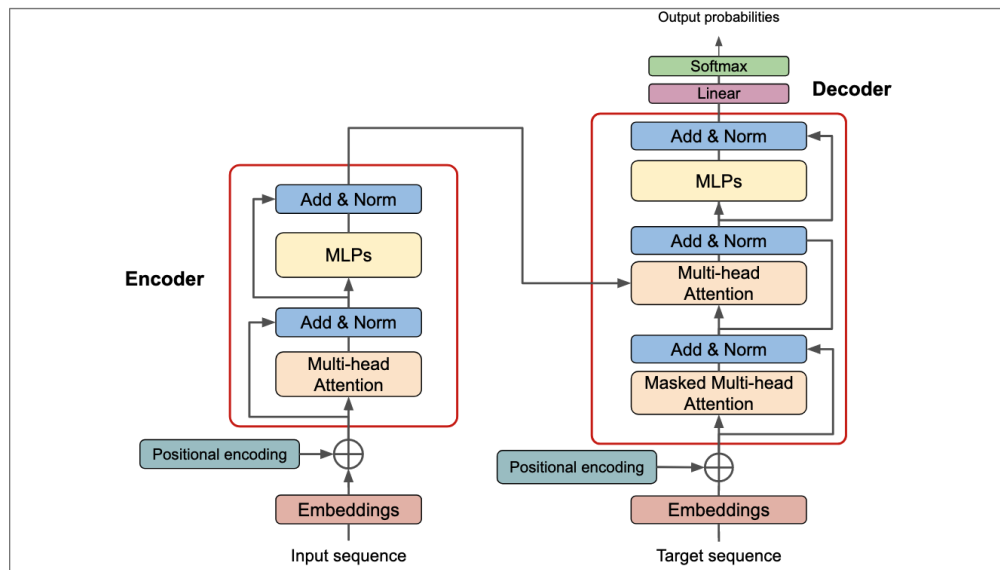 Output probabilities
Softmax
Linear
Decoder
Add & Norm
MLPs
Add & Norm
Multi-head
Attention
Add & Norm
Masked Multi-head
Attention
Positional encoding
Embeddings
Target sequence
Encoder
Add & Norm
MLPs
Add & Norm
Multi-head
Attention
Positional encoding
Embeddings
Input sequence